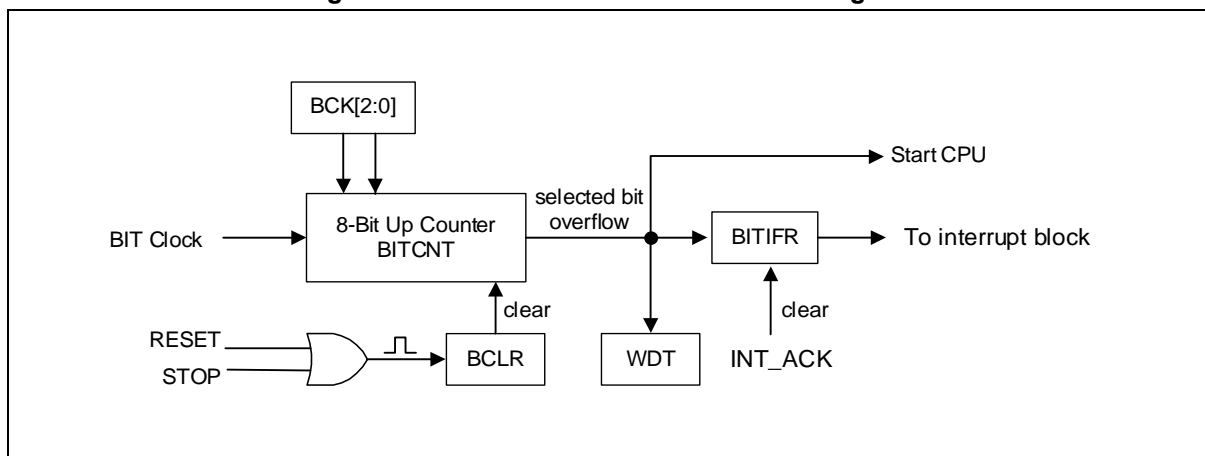 BCK[2:0]
Start CPU
selected bit
overflow
8-Bit Up Counter
BITCNT
BIT Clock
BITIFR
To interrupt block
clear
clear
RESET
STOP
BCLR
WDT
INT_ACK